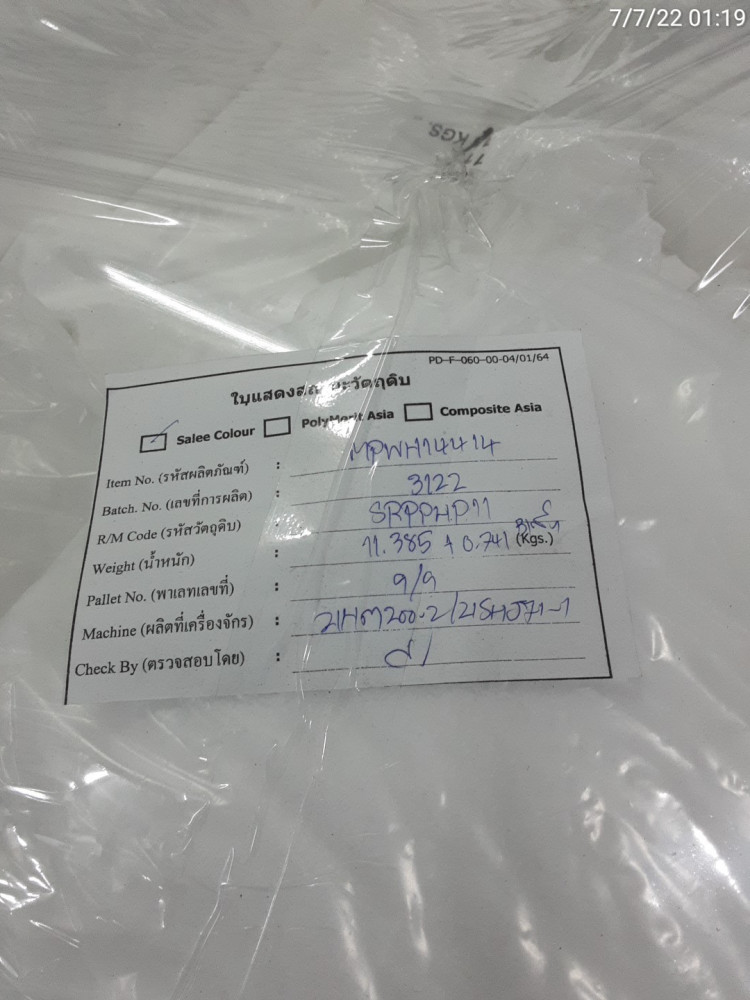 7/7/22 01:19
KGS.
PD-F-060-00-04/01/64
ใบแสดงสถานะวัตถุดิบ
Salee Colour PolyMerit Asia Composite Asia
Item No. (รหัสผลิตภัณฑ์) : MPWH14414
Batch. No. (เลขที่การผลิต) : 3122
R/M Code (รหัสวัตถุดิบ) : SRPPHP11
Weight (น้ำหนัก) : 11.385 + 0.741 (Kgs.)
Pallet No. (พาเลทเลขที่) : 9/9
Machine (ผลิตที่เครื่องจักร) :
Check By (ตรวจสอบโดย) :